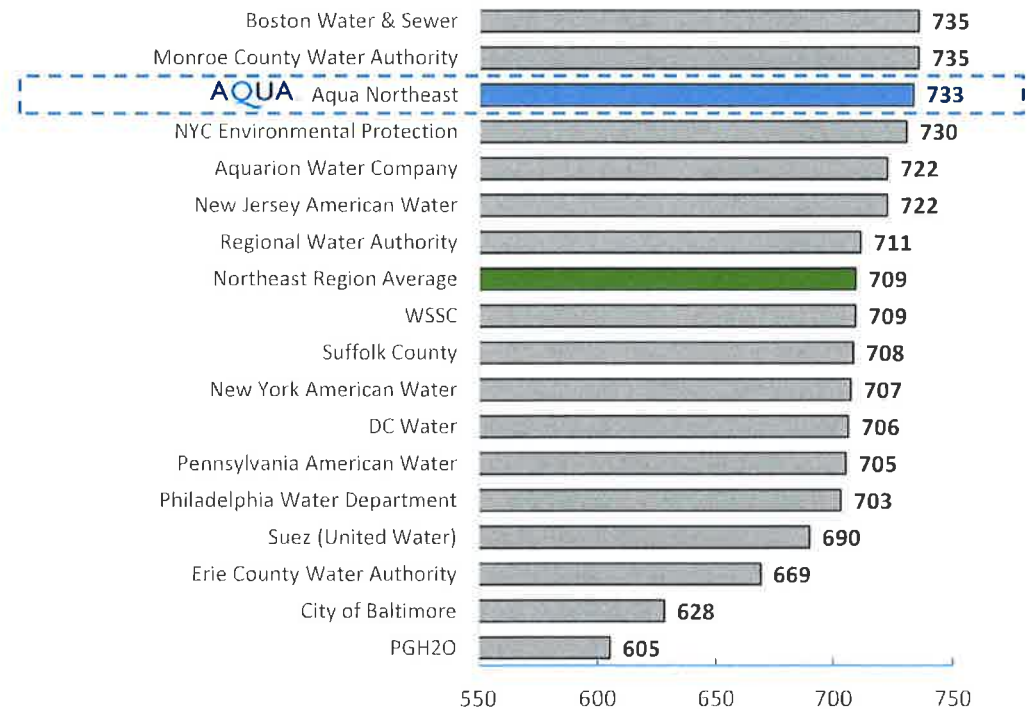 Boston Water & Sewer 735
Monroe County Water Authority 735
AQUA Aqua Northeast 733
NYC Environmental Protection 730
Aquarion Water Company 722
New Jersey American Water 722
Regional Water Authority 711
Northeast Region Average 709
WSSC 709
Suffolk County 708
New York American Water 707
DC Water 706
Pennsylvania American Water 705
Philadelphia Water Department 703
Suez (United Water) 690
Erie County Water Authority 669
City of Baltimore 628
PGH2O 605
550 600 650 700 750